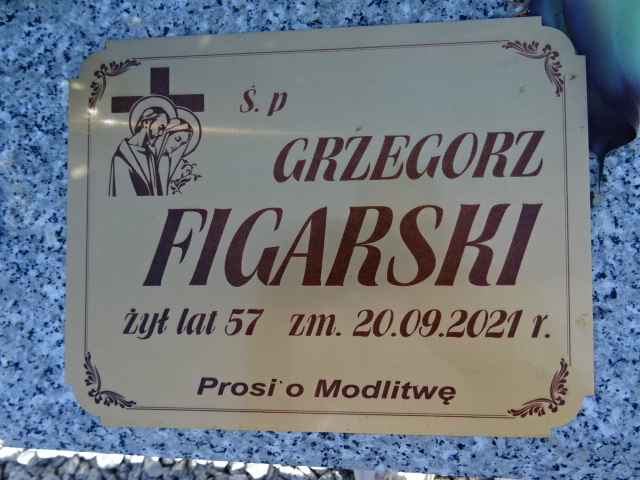 Ś. p
GRZEGORZ
FIGARSKI
żył lat 57 zm. 20.09.2021 r.
Prosi o Modlitwę